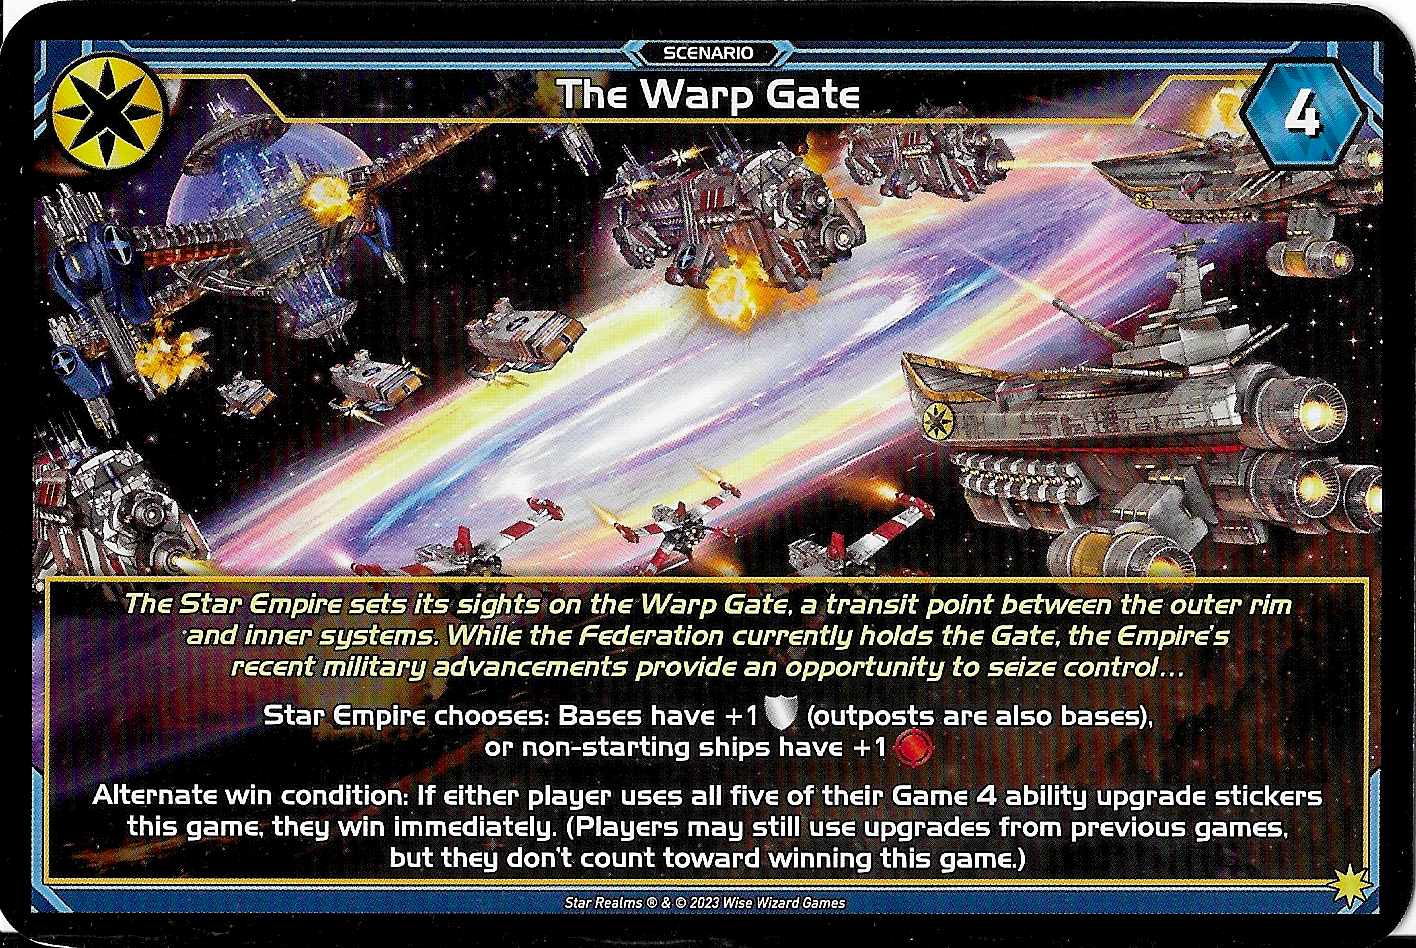 SCENARIO
The Warp Gate
4
The Star Empire sets its sights on the Warp Gate, a transit point between the outer rim
and inner systems. While the Federation currently holds the Gate, the Empire's
recent military advancements provide an opportunity to seize control...
Star Empire chooses: Bases have +1 (outposts are also bases),
or non-starting ships have +1
Alternate win condition: If either player uses all five of their Game 4 ability upgrade stickers
this game, they win immediately. (Players may still use upgrades from previous games,
but they don't count toward winning this game.)
Star Realms ® & © 2023 Wise Wizard Games